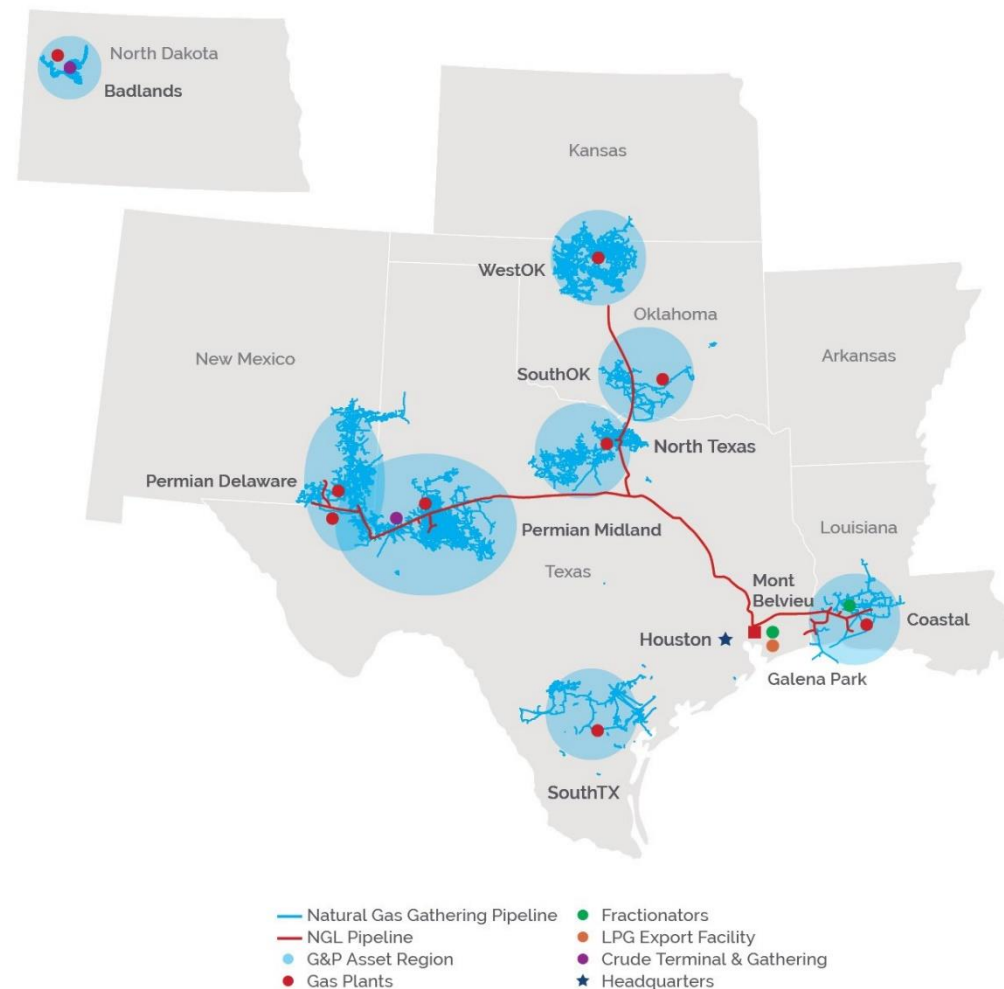 North Dakota
Badlands
Kansas
WestOK
Oklahoma
New Mexico
Arkansas
SouthOK
North Texas
Permian Delaware
Louisiana
Permian Midland
Texas
Mont
Belvieu
Coastal
Houston
Galena Park
SouthTX
Natural Gas Gathering Pipeline
NGL Pipeline
G&P Asset Region
Gas Plants
Fractionators
LPG Export Facility
Crude Terminal & Gathering
Headquarters